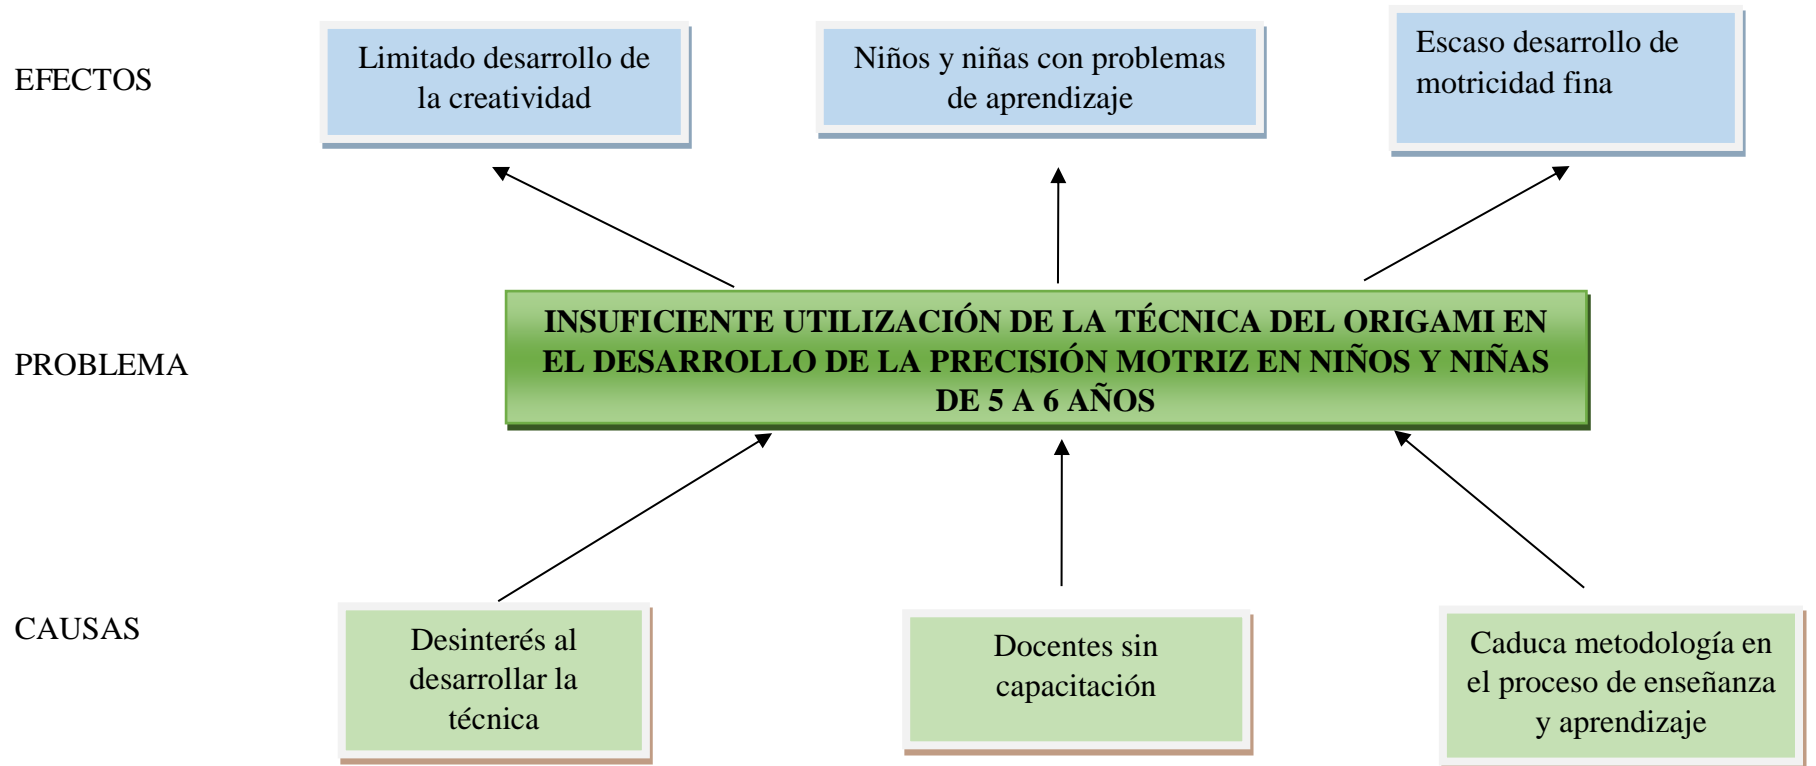 EFECTOS
Limitado desarrollo de
la creatividad
Niños y niñas con problemas
de aprendizaje
Escaso desarrollo de
motricidad fina
PROBLEMA
INSUFICIENTE UTILIZACIÓN DE LA TÉCNICA DEL ORIGAMI EN
EL DESARROLLO DE LA PRECISIÓN MOTRIZ EN NIÑOS Y NIÑAS
DE 5 A 6 AÑOS
CAUSAS
Desinterés al
desarrollar la
técnica
Docentes sin
capacitación
Caduca metodología en
el proceso de enseñanza
y aprendizaje